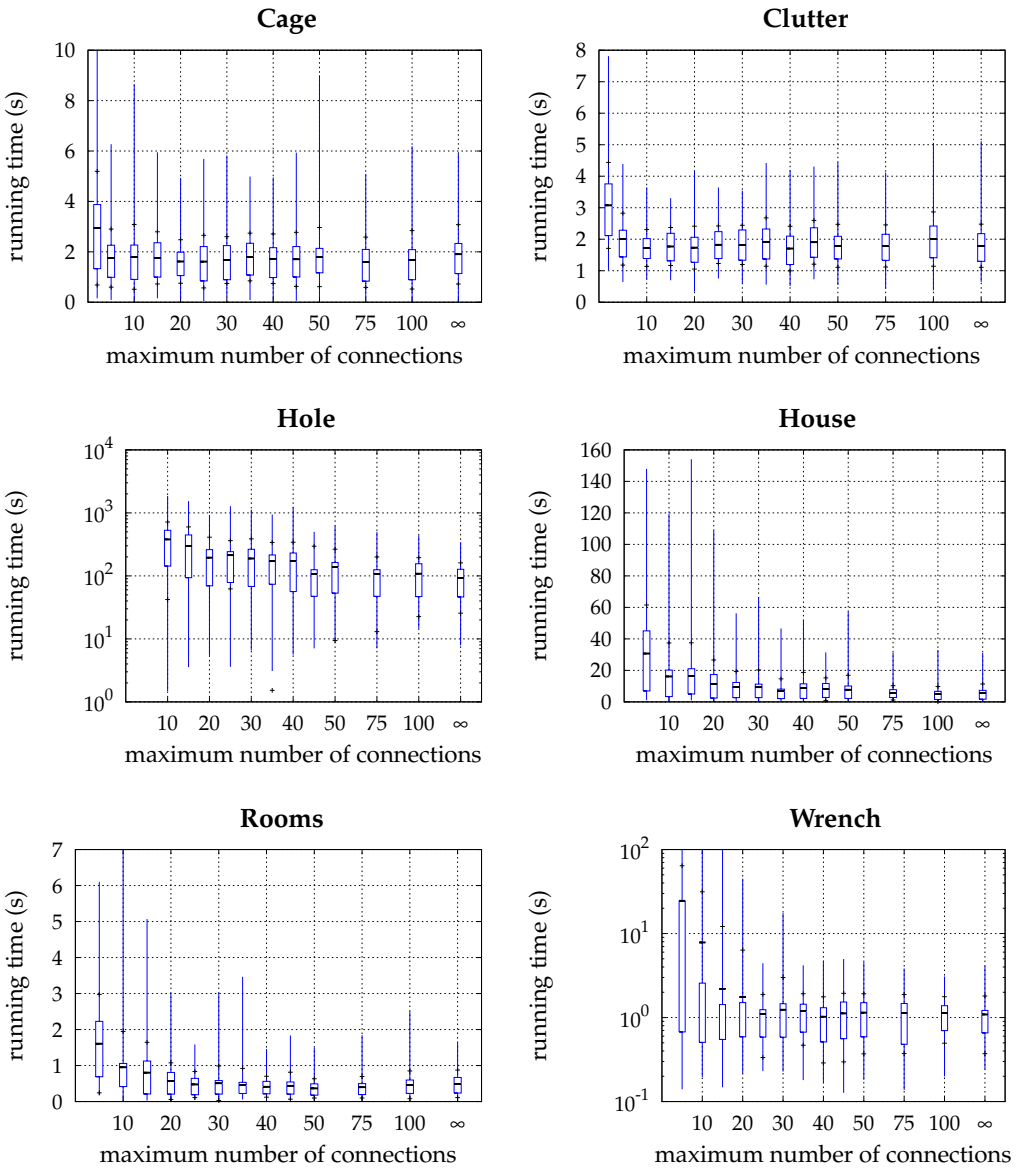 Cage
10
8
6
4
2
0
running time (s)
10 20 30 40 50 75 100 ∞
maximum number of connections
Clutter
8
7
6
5
4
3
2
1
0
running time (s)
10 20 30 40 50 75 100 ∞
maximum number of connections
Hole
10^4
10^3
10^2
10^1
10^0
running time (s)
10 20 30 40 50 75 100 ∞
maximum number of connections
House
160
140
120
100
80
60
40
20
0
running time (s)
10 20 30 40 50 75 100 ∞
maximum number of connections
Rooms
7
6
5
4
3
2
1
0
running time (s)
10 20 30 40 50 75 100 ∞
maximum number of connections
Wrench
10^2
10^1
10^0
10^-1
running time (s)
10 20 30 40 50 75 100 ∞
maximum number of connections